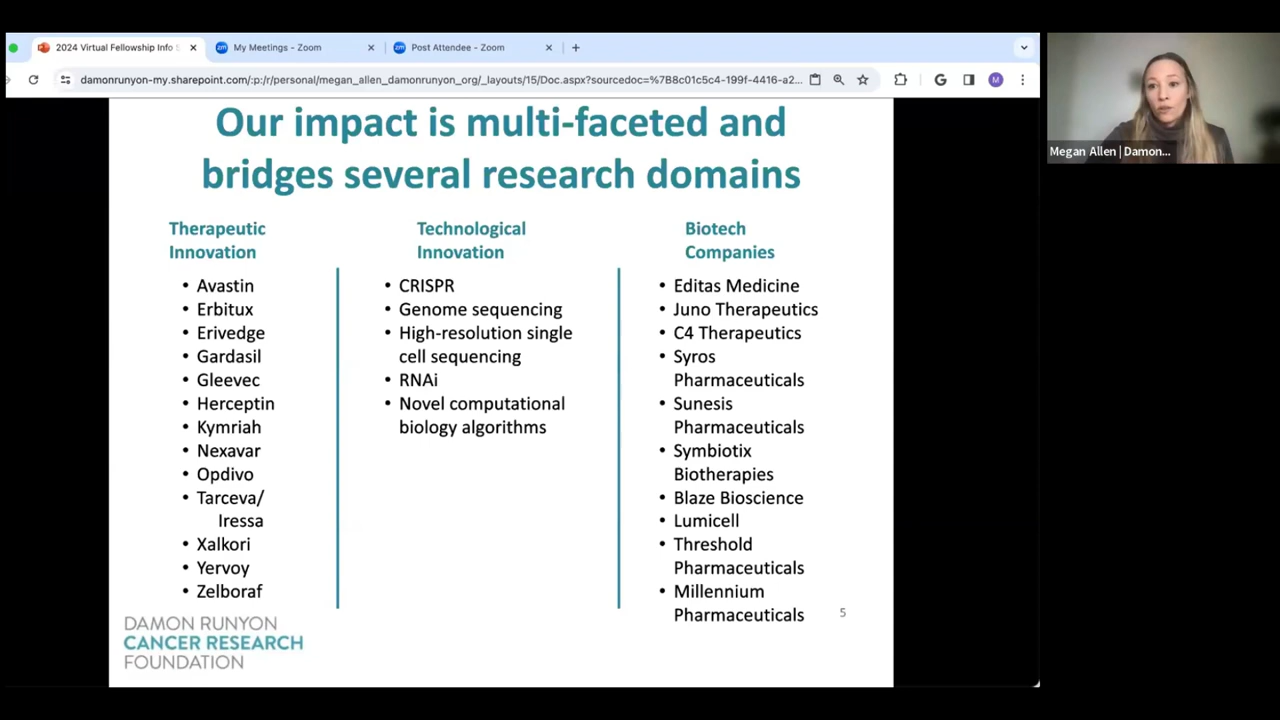 2024 Virtual Fellowship Info
My Meetings - Zoom
Post Attendee - Zoom
damonrunyon-my.sharepoint.com/:p:/r/personal/megan_allen_damonrunyon_org/_layouts/15/Doc.aspx?sourcedoc=%7B8c01c5c4-199f-4416-a2...
M
Megan Allen | Damon...
Our impact is multi-faceted and
bridges several research domains
Therapeutic
Innovation
• Avastin
• Erbitux
• Erivedge
• Gardasil
• Gleevec
• Herceptin
• Kymriah
• Nexavar
• Opdivo
• Tarceva/
Iressa
• Xalkori
• Yervoy
• Zelboraf
Technological
Innovation
• CRISPR
• Genome sequencing
• High-resolution single
cell sequencing
• RNAi
• Novel computational
biology algorithms
Biotech
Companies
• Editas Medicine
• Juno Therapeutics
• C4 Therapeutics
• Syros
Pharmaceuticals
• Sunesis
Pharmaceuticals
• Symbiotix
Biotherapies
• Blaze Bioscience
• Lumicell
• Threshold
Pharmaceuticals
• Millennium
Pharmaceuticals
5
DAMON RUNYON
CANCER RESEARCH
FOUNDATION